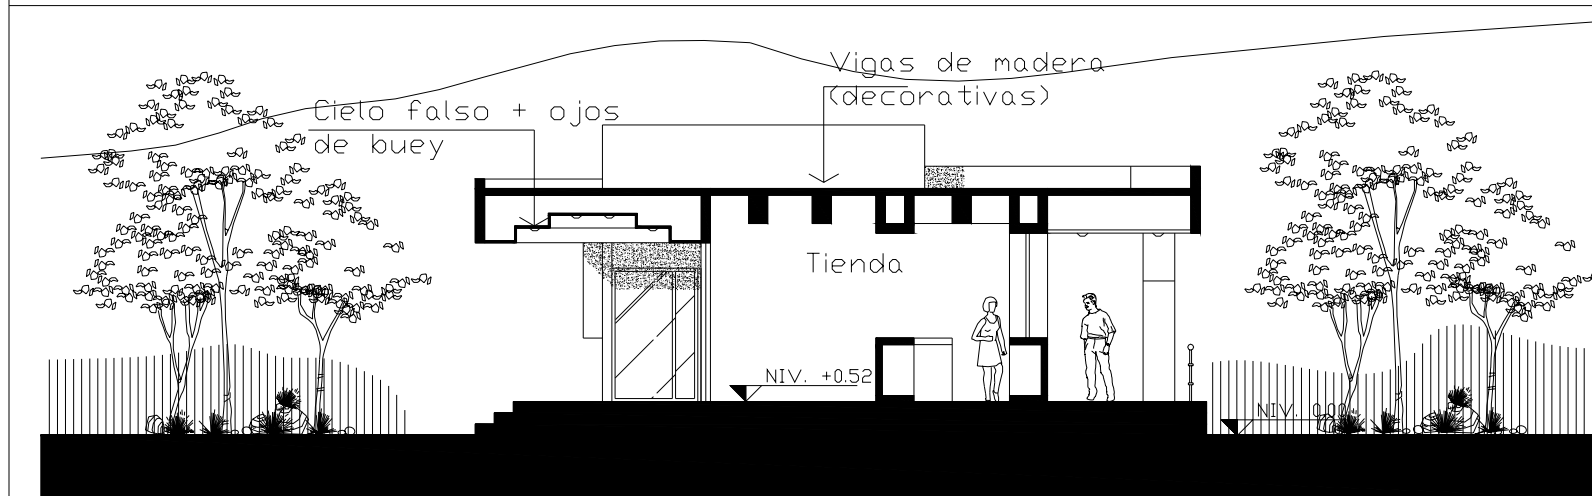 Vigas de madera
(decorativas)
Cielo falso + ojos
de buey
Tienda
NIV. +0.52
NIV. 0.00